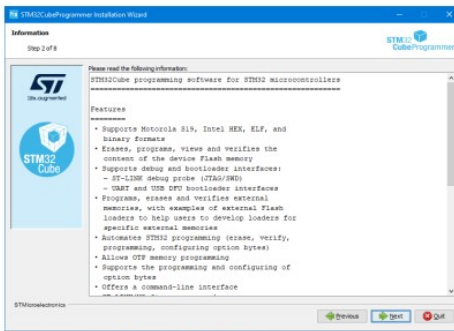 STM32CubeProgrammer Installation Wizard
Information
Step 2 of 8
STM32
CubeProgrammer
Please read the following information:
STM32Cube programming software for STM32 microcontrollers
Features
========
• Supports Motorola S19, Intel HEX, ELF, and
binary formats
• Erases, programs, views and verifies the
content of the device Flash memory
• Supports debug and bootloader interfaces:
– ST-LINK debug probe (JTAG/SWD)
– UART and USB DFU bootloader interfaces
• Programs, erases and verifies external
memories, with examples of external Flash
loaders to help users to develop loaders for
specific external memories
• Automates STM32 programming (erase, verify,
programming, configuring option bytes)
• Allows OTP memory programming
• Supports the programming and configuring of
option bytes
• Offers a command-line interface
ST
life.augmented
STM32
Cube
STMicroelectronics
Previous
Next
Quit